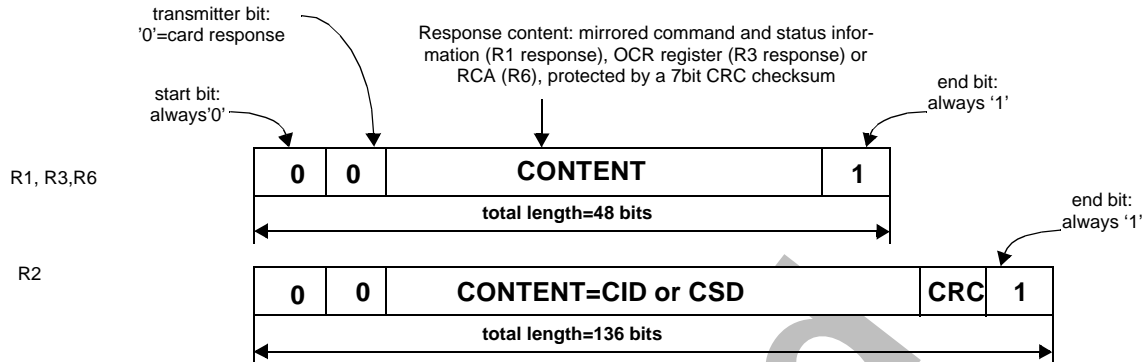 transmitter bit:
'0'=card response
Response content: mirrored command and status infor-
mation (R1 response), OCR register (R3 response) or
RCA (R6), protected by a 7bit CRC checksum
start bit:
always'0'
end bit:
always ‘1’
R1, R3,R6
0 0 CONTENT 1
total length=48 bits
end bit:
always ‘1’
R2
0 0 CONTENT=CID or CSD CRC 1
total length=136 bits